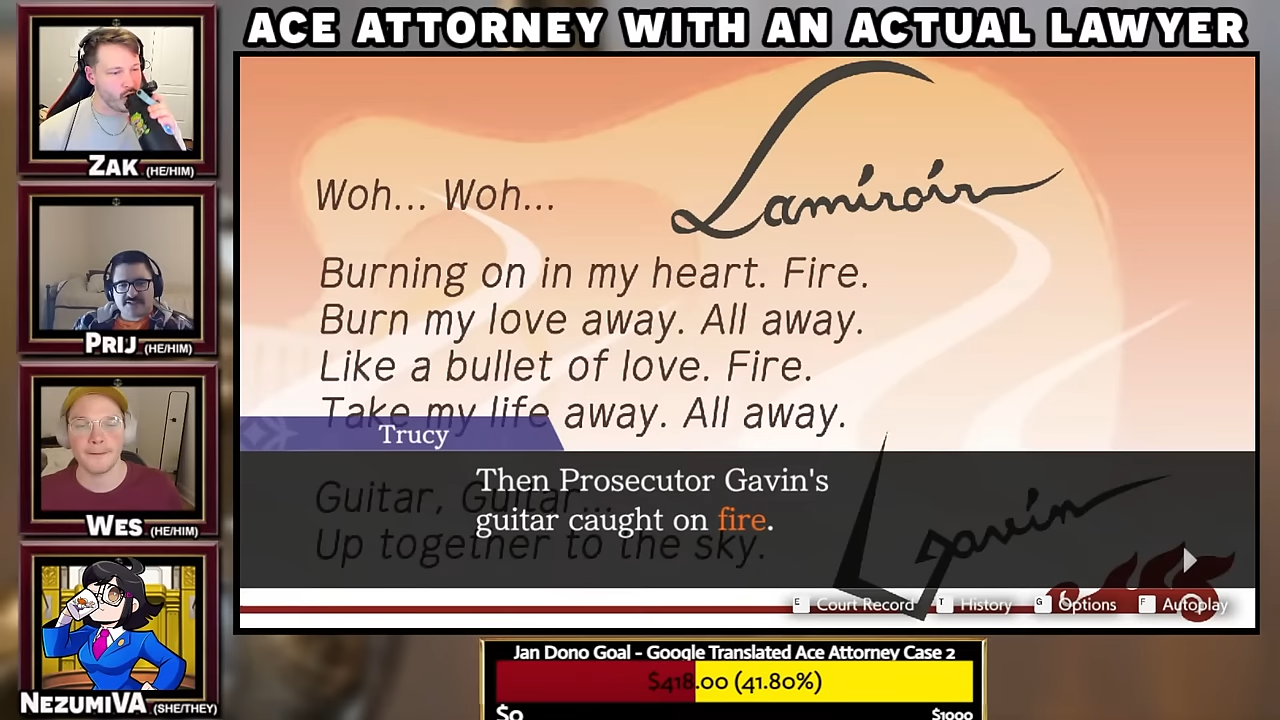 ACE ATTORNEY WITH AN ACTUAL LAWYER
ZAK (HE/HIM)
PRIJ (HE/HIM)
WES (HE/HIM)
NEZUMIVA (SHE/THEY)
Lamiroir
Woh... Woh...
Burning on in my heart. Fire.
Burn my love away. All away.
Like a bullet of love. Fire.
Take my life away. All away.
Guitar, Guitar...
Up together to the sky.
Gavin
Trucy
Then Prosecutor Gavin's
guitar caught on fire.
E Court Record T History G Options F Autoplay
Jan Dono Goal - Google Translated Ace Attorney Case 2
$418.00 (41.80%)
$0 $1000